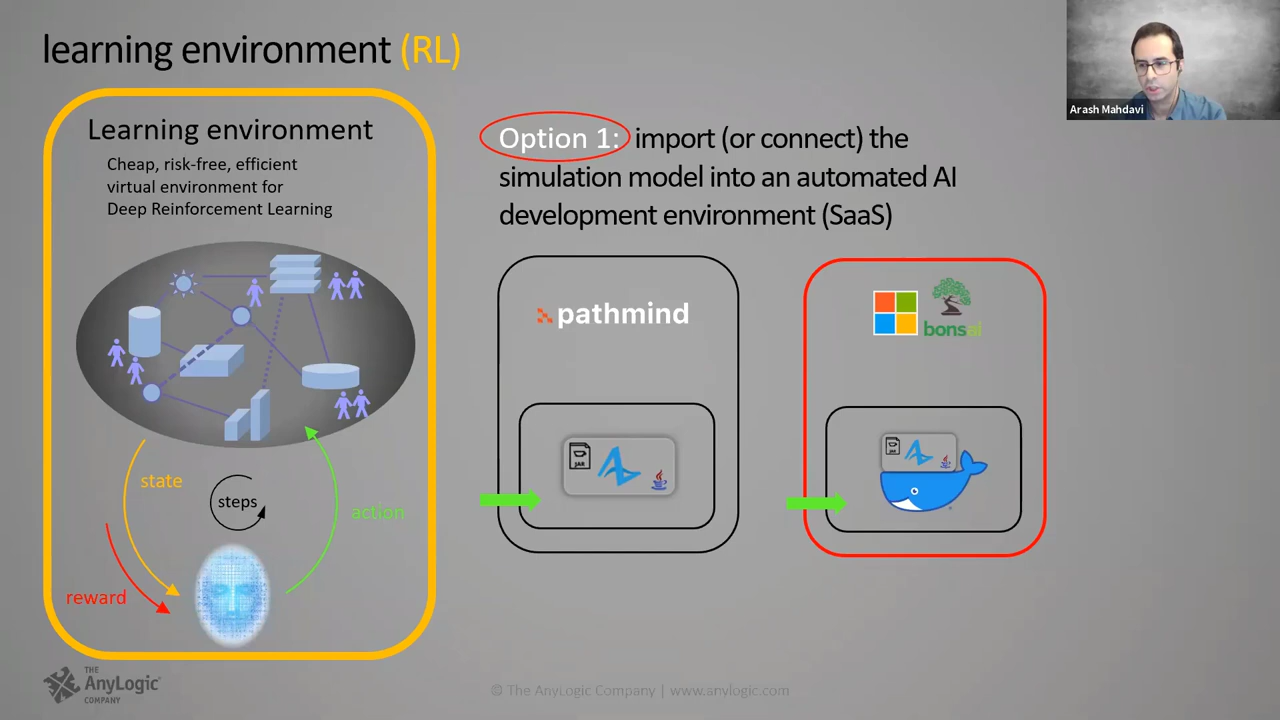 learning environment (RL)
Arash Mahdavi
Learning environment
Cheap, risk-free, efficient
virtual environment for
Deep Reinforcement Learning
state
steps
action
reward
Option 1: import (or connect) the
simulation model into an automated AI
development environment (SaaS)
pathmind
bonsai
JAR
JAR
THE
AnyLogic
COMPANY
© The AnyLogic Company | www.anylogic.com